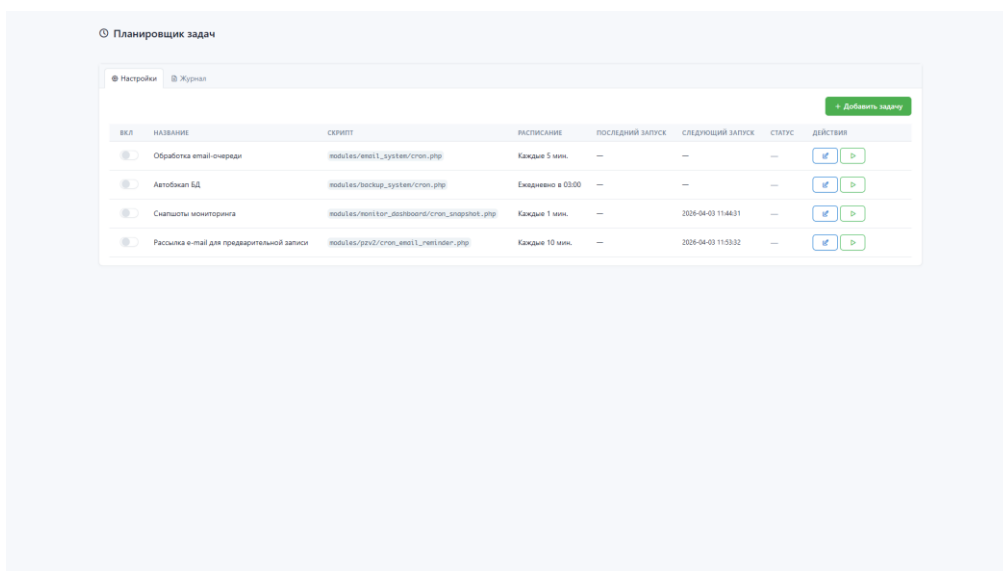 Планировщик задач
Настройки Журнал
+ Добавить задачу
ВКЛ НАЗВАНИЕ СКРИПТ РАСПИСАНИЕ ПОСЛЕДНИЙ ЗАПУСК СЛЕДУЮЩИЙ ЗАПУСК СТАТУС ДЕЙСТВИЯ
Обработка email-очереди modules/email_system/cron.php Каждые 5 мин. — — —
Автобэкап БД modules/backup_system/cron.php Ежедневно в 03:00 — — —
Снапшоты мониторинга modules/monitor_dashboard/cron_snapshot.php Каждые 1 мин. — 2026-04-03 11:44:31 —
Рассылка e-mail для предварительной записи modules/pzv2/cron_email_reminder.php Каждые 10 мин. — 2026-04-03 11:53:32 —